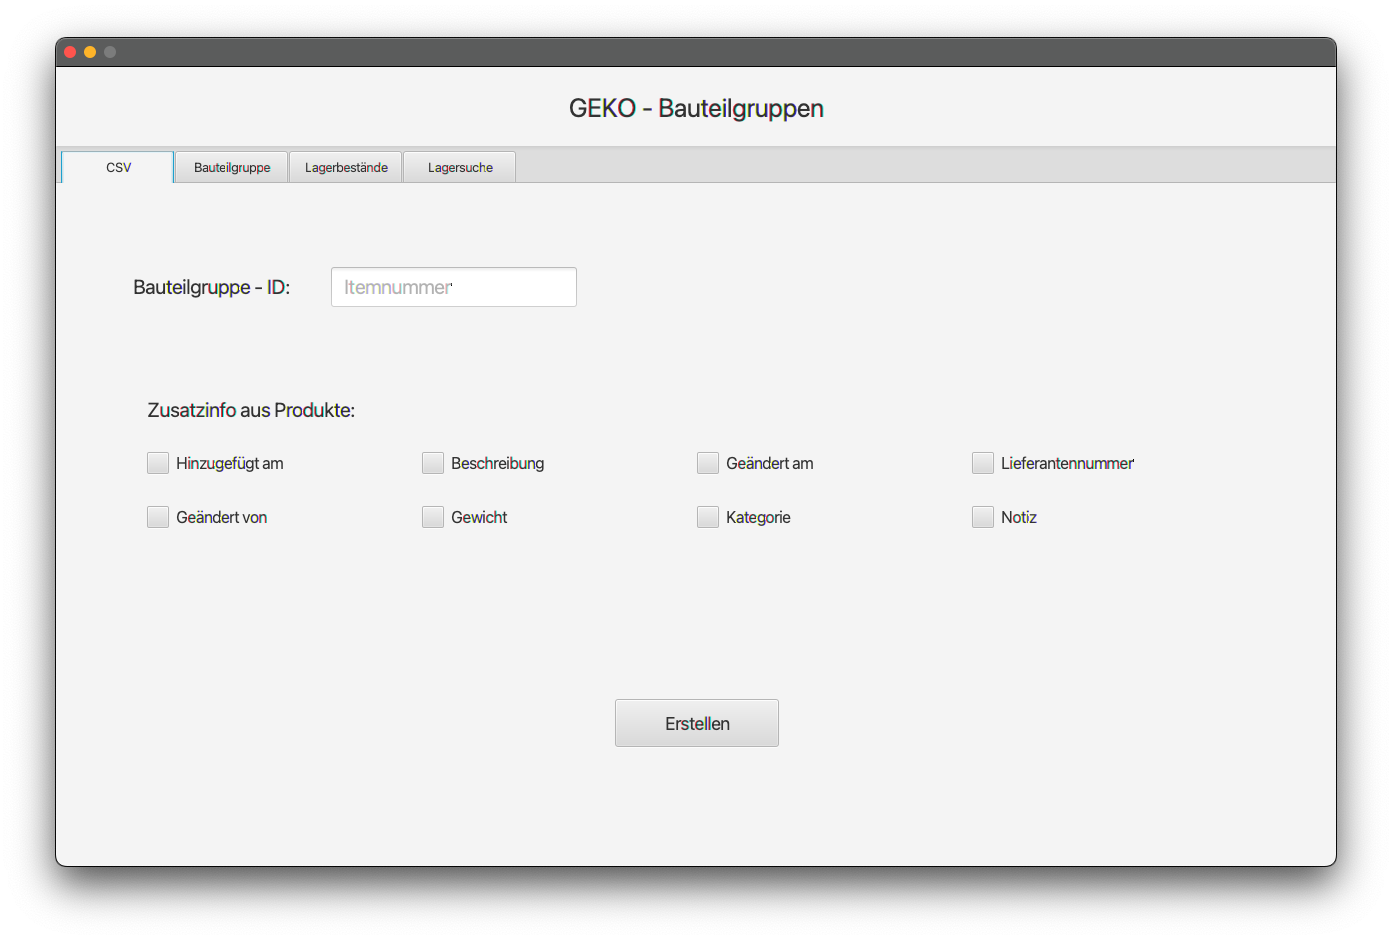 GEKO - Bauteilgruppen
CSV Bauteilgruppe Lagerbestände Lagersuche
Bauteilgruppe - ID: Itemnummer
Zusatzinfo aus Produkte:
Hinzugefügt am Beschreibung Geändert am Lieferantennummer
Geändert von Gewicht Kategorie Notiz
Erstellen